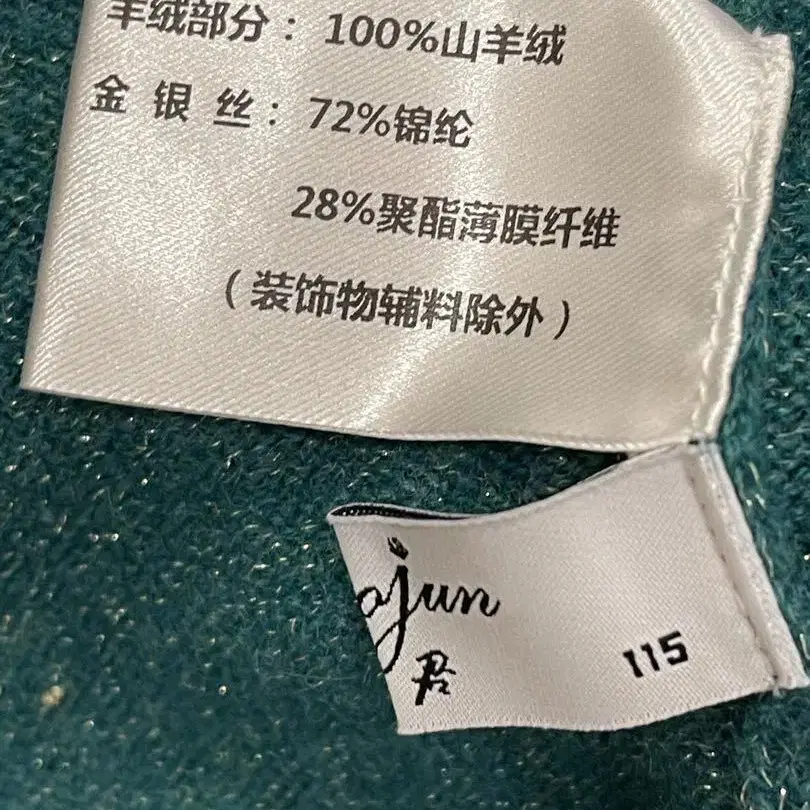 羊绒部分：100%山羊绒
金银丝：72%锦纶
28%聚酯薄膜纤维
（装饰物辅料除外）
ajun
君
115